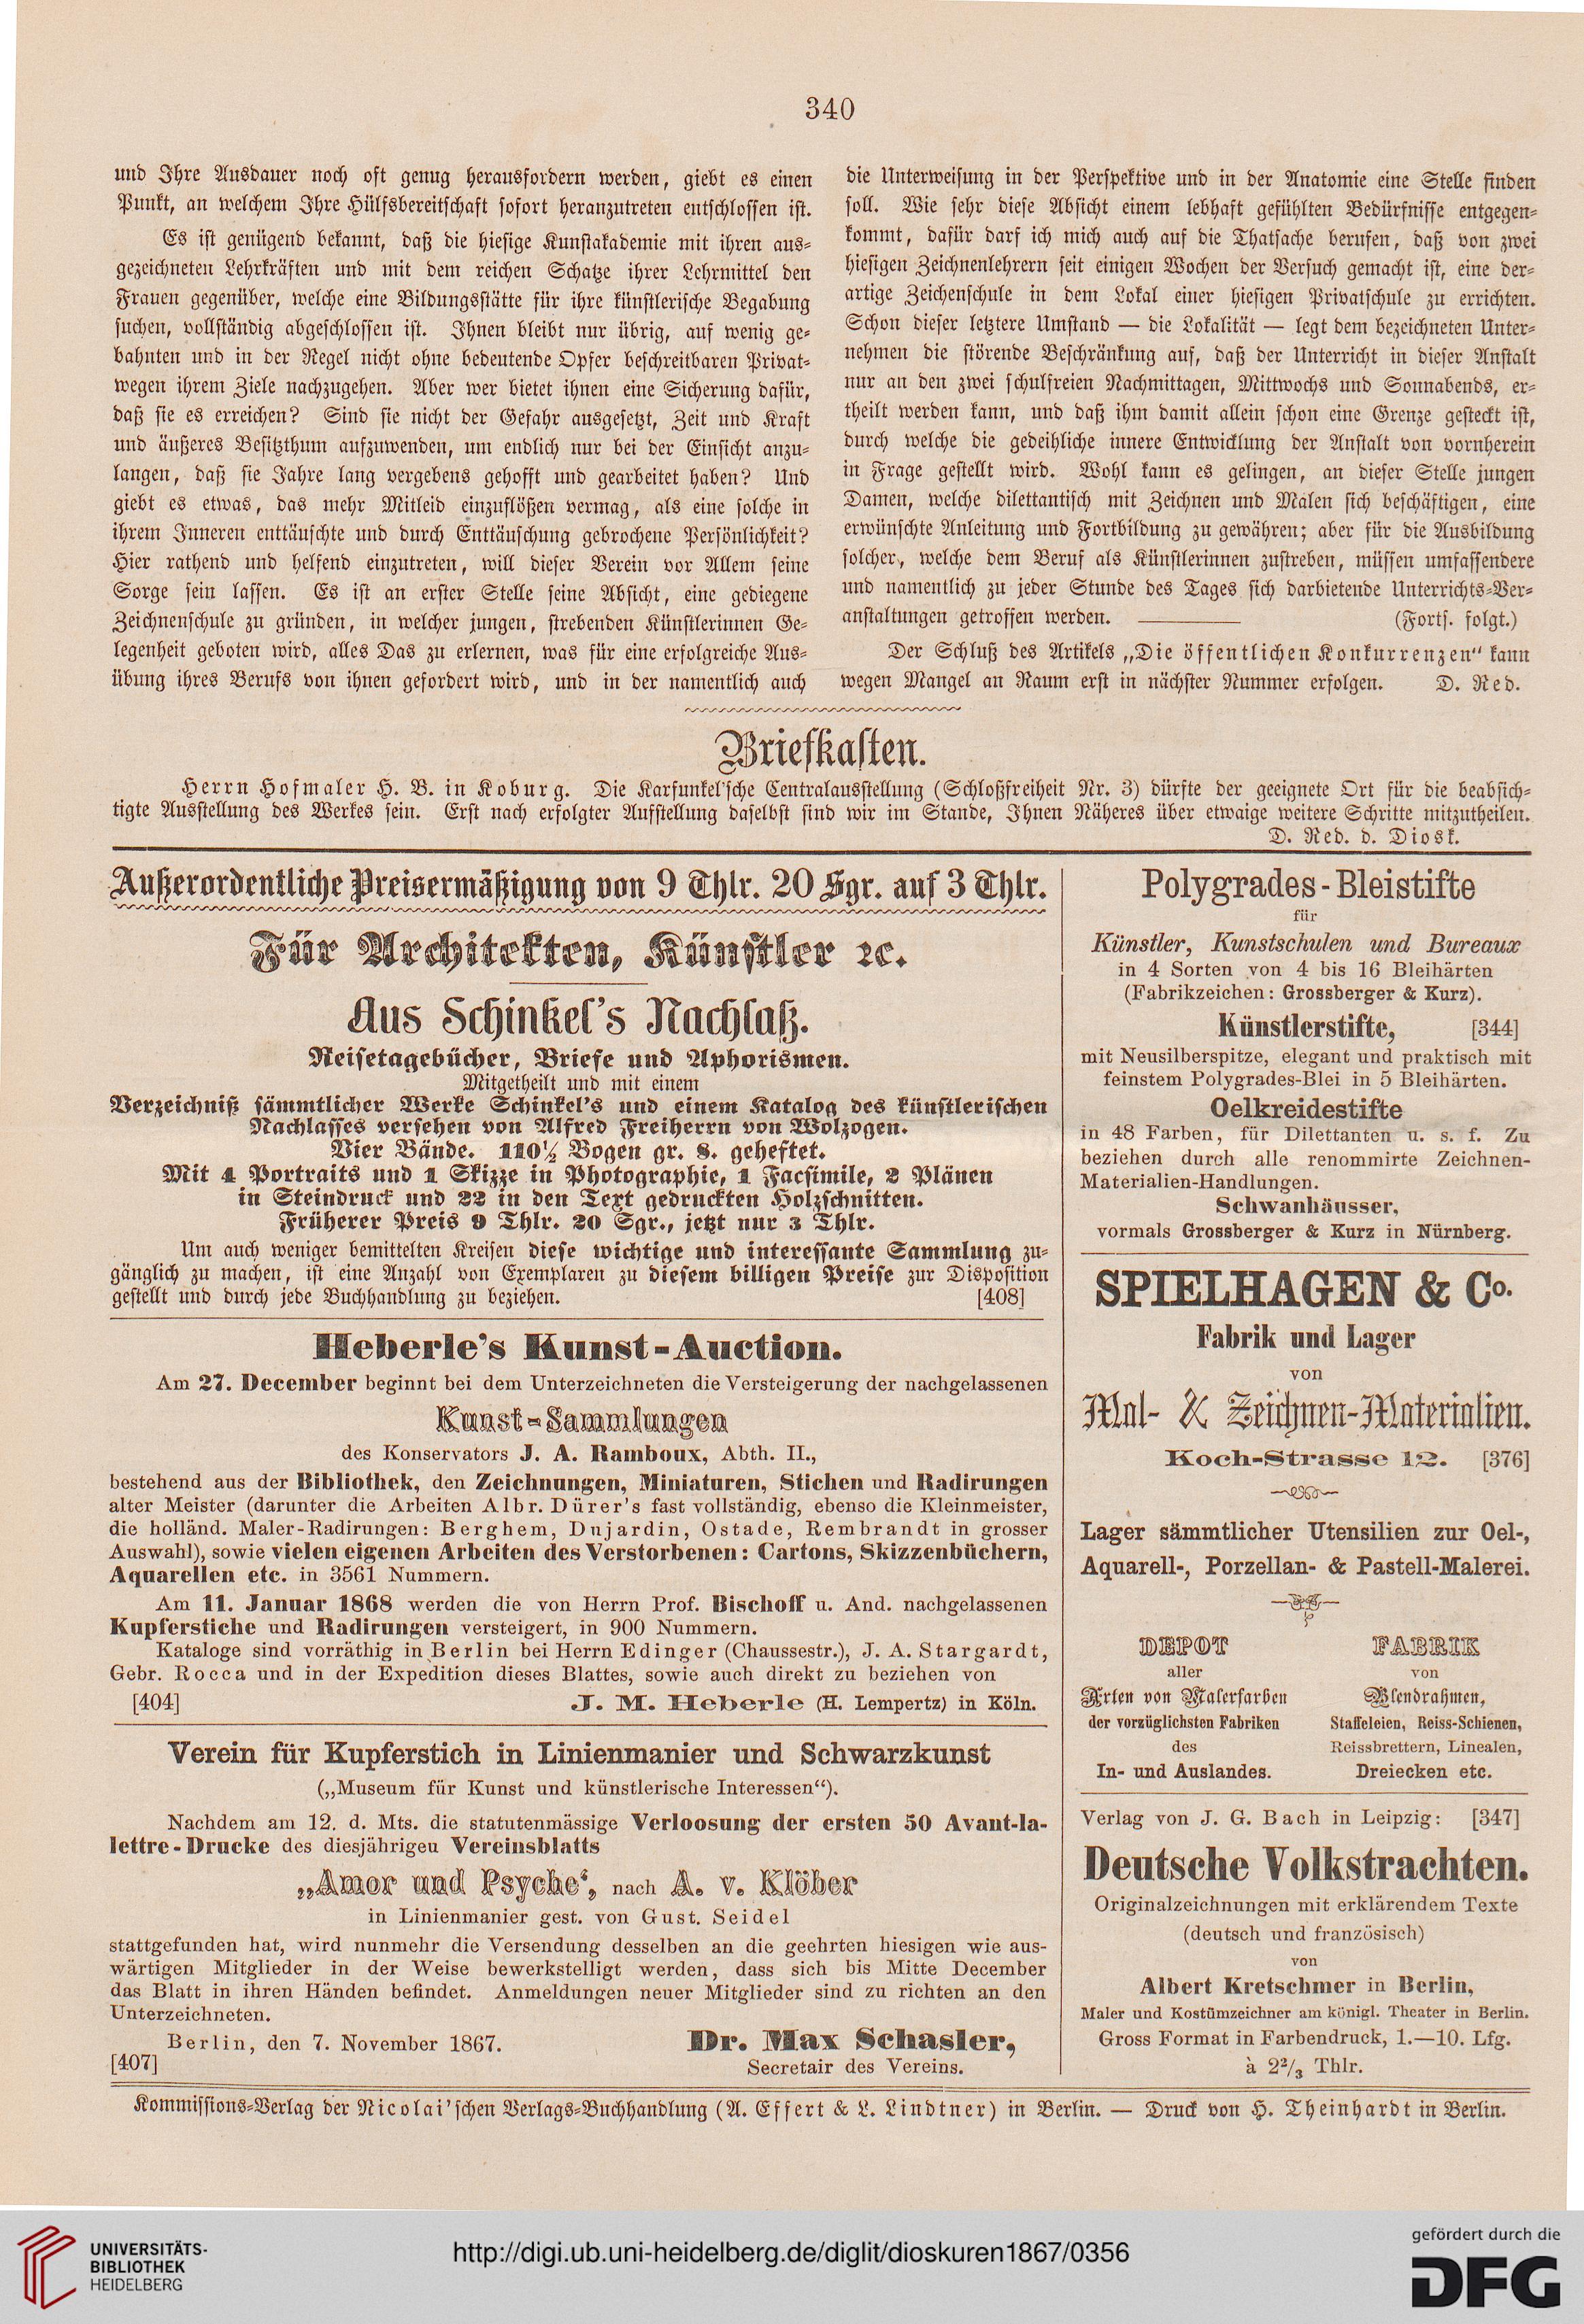 340
und Ihre Ausdauer noch oft genug herausfordern werden, giebt es einen
Punkt, an welchem Ihre Hülfsbereitschaft sofort heranzutreten entschlossen ist.
Es ist genügend bekannt, daß die hiesige Kunstakademie mit ihren aus-
gezeichneten Lehrkräften und mit dem reichen Schatze ihrer Lehrmittel den
Frauen gegenüber, welche eine Bildungsstätte für ihre künstlerische Begabung
suchen, vollständig abgeschlossen ist. Ihnen bleibt nur übrig, auf wenig ge-
bahnten und in der Regel nicht ohne bedeutende Opfer beschreitbaren Privat-
wegen ihrem Ziele nachzugehen. Aber wer bietet ihnen eine Sicherung dafür,
daß sie es erreichen? Sind sie nicht der Gefahr ausgesetzt, Zeit und Kraft
und äußeres Besitzthum aufzuwenden, um endlich nur bei der Einsicht anzu-
langen, daß sie Jahre lang vergebens gehofft und gearbeitet haben? Und
giebt es etwas, das mehr Mitleid einzuflößen vermag, als eine solche in
ihrem Inneren enttäuschte und durch Enttäuschung gebrochene Persönlichkeit?
Hier rathend und helfend einzutreten, will dieser Verein vor Allem seine
Sorge sein lassen. Es ist an erster Stelle seine Absicht, eine gediegene
Zeichnenschule zu gründen, in welcher jungen, strebenden Künstlerinnen Ge-
legenheit geboten wird, alles Das zu erlernen, was für eine erfolgreiche Aus-
übung ihres Berufs von ihnen gefordert wird, und in der namentlich auch
die Unterweisung in der Perspektive und in der Anatomie eine Stelle finden
soll. Wie sehr diese Absicht einem lebhaft gefühlten Bedürfnisse entgegen-
kommt, dafür darf ich mich auch auf die Thatsache berufen, daß von zwei
hiesigen Zeichnenlehrern seit einigen Wochen der Versuch gemacht ist, eine der-
artige Zeichenschule in dem Lokal einer hiesigen Privatschule zu errichten.
Schon dieser letztere Umstand — die Lokalität — legt dem bezeichneten Unter-
nehmen die störende Beschränkung auf, daß der Unterricht in dieser Anstalt
nur an den zwei schulfreien Nachmittagen, Mittwochs und Sonnabends, er-
theilt werden kann, und daß ihm damit allein schon eine Grenze gesteckt ist,
durch welche die gedeihliche innere Entwicklung der Anstalt von vornherein
in Frage gestellt wird. Wohl kann es gelingen, an dieser Stelle jungen
Damen, welche dilettantisch mit Zeichnen und Malen sich beschäftigen, eine
erwünschte Anleitung und Fortbildung zu gewähren; aber für die Ausbildung
solcher, welche dem Beruf als Künstlerinnen zustreben, müssen umfassendere
und namentlich zu jeder Stunde des Tages sich darbietende Unterrichts-Ver-
anstaltungen getroffen werden. (Forts. folgt.)
Der Schluß des Artikels „Die öffentlichen Konkurrenzen" kann
wegen Mangel an Raum erst in nächster Nummer erfolgen. D. Red.
Briefkasten.
Herrn Hofmaler H. B. in Koburg. Die Karfunkel'sche Centralausstellung (Schloßfreiheit Nr. 3) dürfte der geeignete Ort für die beabsich-
tigte Ausstellung des Werkes sein. Erst nach erfolgter Aufstellung daselbst sind wir im Stande, Ihnen Näheres über etwaige weitere Schritte mitzutheilen.
D. Red. d. Diosk.
Außerordentliche Preisermäßigung von 9 Thlr. 20 Sgr. auf 3 Thlr.
Für Architekten, Künstler ꝛc.
Aus Schinkel's Nachlaß.
Reisetagebücher, Briefe und Aphorismen.
Mitgetheilt und mit einem
Verzeichniß sämmtlicher Werke Schinkel's und einem Katalog des künstlerischen
Nachlasses versehen von Alfred Freiherrn von Wolzogen.
Vier Bände. 110½ Bogen gr. 8. geheftet.
Mit 4 Portraits und 1 Skizze in Photographie, 1 Facsimile, 2 Plänen
in Steindruck und 22 in den Text gedruckten Holzschnitten.
Früherer Preis 9 Thlr. 20 Sgr., jetzt nur 3 Thlr.
Um auch weniger bemittelten Kreisen diese wichtige und interessante Sammlung zu-
gänglich zu machen, ist eine Anzahl von Exemplaren zu diesem billigen Preise zur Disposition
gestellt und durch jede Buchhandlung zu beziehen. [408]
Heberle's Kunst-Auction.
Am 27. December beginnt bei dem Unterzeichneten die Versteigerung der nachgelassenen
Kunst-Sammlungen
des Konservators J. A. Ramboux, Abth. II.,
bestehend aus der Bibliothek, den Zeichnungen, Miniaturen, Stichen und Radirungen
alter Meister (darunter die Arbeiten Albr. Dürer's fast vollständig, ebenso die Kleinmeister,
die holländ. Maler-Radirungen: Berghem, Dujardin, Ostade, Rembrandt in grosser
Auswahl), sowie vielen eigenen Arbeiten des Verstorbenen: Cartons, Skizzenbüchern,
Aquarellen etc. in 3561 Nummern.
Am 11. Januar 1868 werden die von Herrn Prof. Bischoff u. And. nachgelassenen
Kupferstiche und Radirungen versteigert, in 900 Nummern.
Kataloge sind vorräthig in Berlin bei Herrn Edinger (Chaussestr.), J. A. Stargardt,
Gebr. Rocca und in der Expedition dieses Blattes, sowie auch direkt zu beziehen von
[404] J. M. Heberle (H. Lempertz) in Köln.
Verein für Kupferstich in Linienmanier und Schwarzkunst
(„Museum für Kunst und künstlerische Interessen“).
Nachdem am 12. d. Mts. die statutenmässige Verloosung der ersten 50 Avant-la-
lettre-Drucke des diesjährigen Vereinsblatts
„Amor und Psyche‘, nach A. v. Klöber
in Linienmanier gest. von Gust. Seidel
stattgefunden hat, wird nunmehr die Versendung desselben an die geehrten hiesigen wie aus-
wärtigen Mitglieder in der Weise bewerkstelligt werden, dass sich bis Mitte December
das Blatt in ihren Händen befindet. Anmeldungen neuer Mitglieder sind zu richten an den
Unterzeichneten.
Berlin, den 7. November 1867. Dr. Max Schasler,
[407] Secretair des Vereins.
Polygrades-Bleistifte
für
Künstler, Kunstschulen und Bureaux
in 4 Sorten von 4 bis 16 Bleihärten
(Fabrikzeichen: Grossberger & Kurz).
Künstlerstifte, [344]
mit Neusilberspitze, elegant und praktisch mit
feinstem Polygrades-Blei in 5 Bleihärten.
Oelkreidestifte
in 48 Farben, für Dilettanten u. s. f. Zu
beziehen durch alle renommirte Zeichnen-
Materialien-Handlungen.
Schwanhäusser,
vormals Grossberger & Kurz in Nürnberg.
SPIELHAGEN & Co.
Fabrik und Lager
von
Mal- & Zeichnen-Materialien.
Koch-Strasse 12. [376]
Lager sämmtlicher Utensilien zur Oel-,
Aquarell-, Porzellan- & Pastell-Malerei.
DEPOT
aller
Arten von Malerfarben
der vorzüglichsten Fabriken
des
In- und Auslandes.
FABRIK
von
Blendrahmen,
Staffeleien, Reiss-Schienen,
Reissbrettern, Linealen,
Dreiecken etc.
Verlag von J. G. Bach in Leipzig: [347]
Deutsche Volkstrachten.
Originalzeichnungen mit erklärendem Texte
(deutsch und französisch)
von
Albert Kretschmer in Berlin,
Maler und Kostümzeichner am königl. Theater in Berlin.
Gross Format in Farbendruck, 1.—10. Lfg.
à 2²/₃ Thlr.
Kommissions-Verlag der Nicolai'schen Verlags-Buchhandlung (A. Effert & L. Lindtner) in Berlin. — Druck von H. Theinhardt in Berlin.
UNIVERSITÄTS-
BIBLIOTHEK
HEIDELBERG
http://digi.ub.uni-heidelberg.de/diglit/dioskuren1867/0356
gefördert durch die
DFG